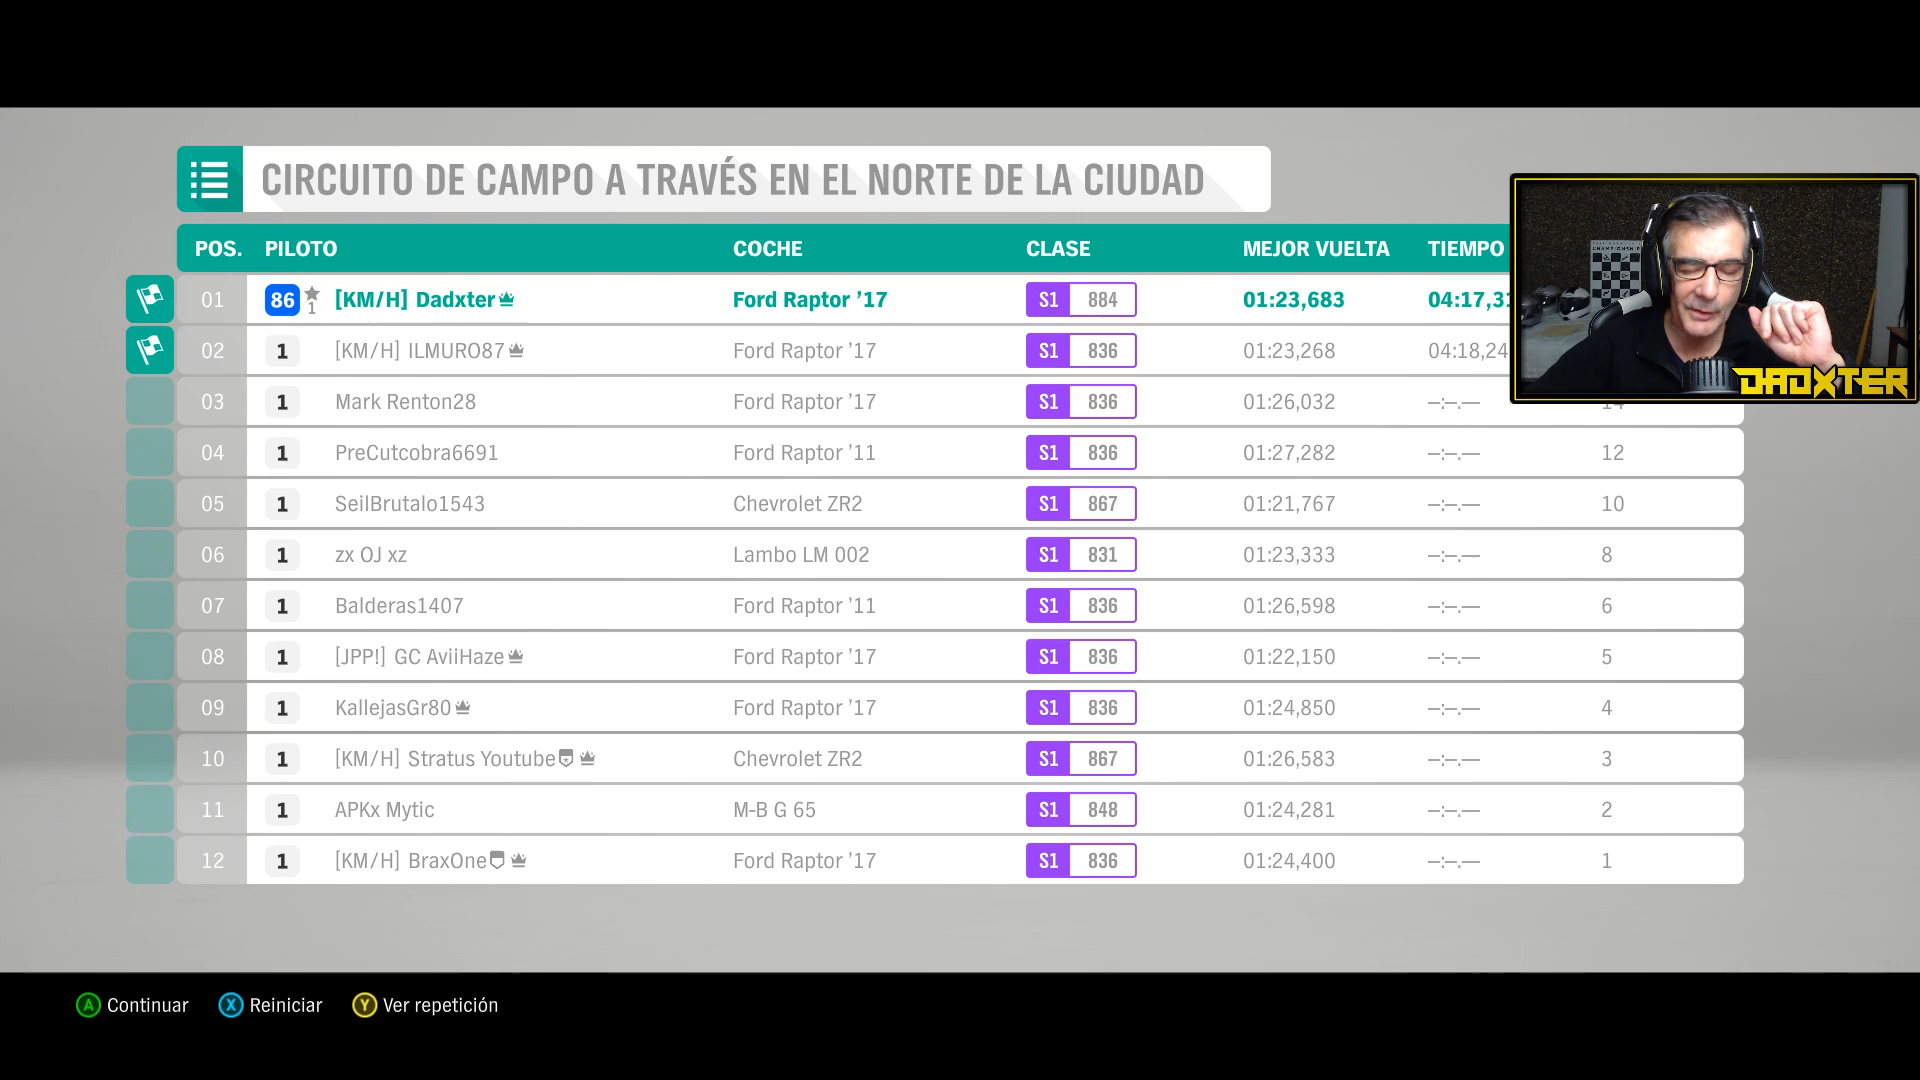 CIRCUITO DE CAMPO A TRAVÉS EN EL NORTE DE LA CIUDAD
POS. PILOTO COCHE CLASE MEJOR VUELTA TIEMPO
01 86 1 [KM/H] Dadxter Ford Raptor ’17 S1 884 01:23,683 04:17,31
02 1 [KM/H] ILMURO87 Ford Raptor ’17 S1 836 01:23,268 04:18,24
03 1 Mark Renton28 Ford Raptor ’17 S1 836 01:26,032 –:–.–– 14
04 1 PreCutcobra6691 Ford Raptor ’11 S1 836 01:27,282 –:–.–– 12
05 1 SeilBrutalo1543 Chevrolet ZR2 S1 867 01:21,767 –:–.–– 10
06 1 zx OJ xz Lambo LM 002 S1 831 01:23,333 –:–.–– 8
07 1 Balderas1407 Ford Raptor ’11 S1 836 01:26,598 –:–.–– 6
08 1 [JPP!] GC AviiHaze Ford Raptor ’17 S1 836 01:22,150 –:–.–– 5
09 1 KallejasGr80 Ford Raptor ’17 S1 836 01:24,850 –:–.–– 4
10 1 [KM/H] Stratus Youtube Chevrolet ZR2 S1 867 01:26,583 –:–.–– 3
11 1 APKx Mytic M-B G 65 S1 848 01:24,281 –:–.–– 2
12 1 [KM/H] BraxOne Ford Raptor ’17 S1 836 01:24,400 –:–.–– 1
DADXTER
A Continuar X Reiniciar Y Ver repetición